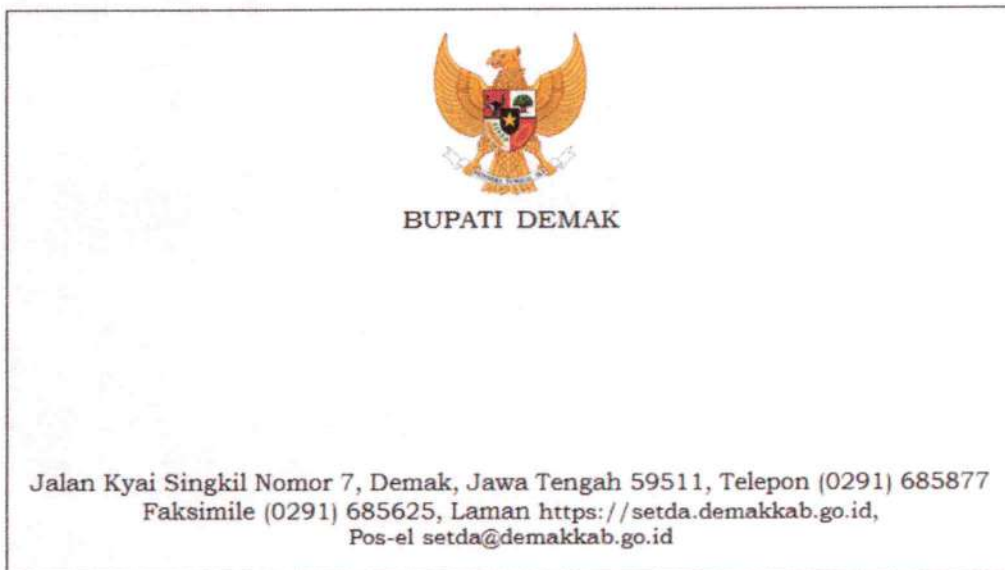 BUPATI DEMAK
Jalan Kyai Singkil Nomor 7, Demak, Jawa Tengah 59511, Telepon (0291) 685877
Faksimile (0291) 685625, Laman https://setda.demakkab.go.id,
Pos-el setda@demakkab.go.id